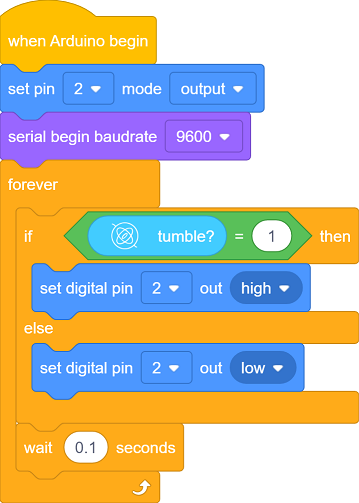 when Arduino begin
set pin 2 mode output
serial begin baudrate 9600
forever
if tumble? = 1 then
set digital pin 2 out high
else
set digital pin 2 out low
wait 0.1 seconds